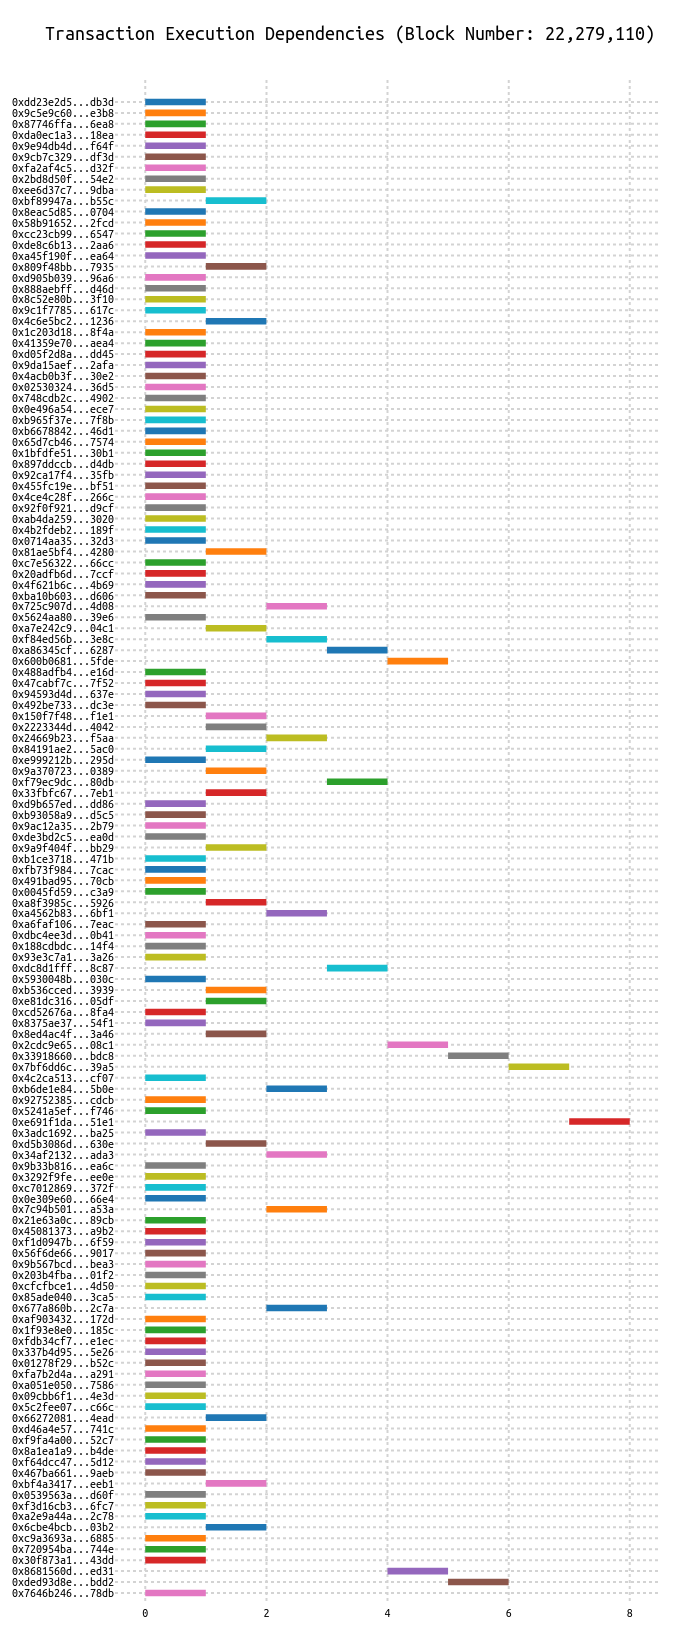 Transaction Execution Dependencies (Block Number: 22,279,110)
0xdd23e2d5...db3d
0x9c5e9c60...e3b8
0x87746ffa...6ea8
0xda0ec1a3...18ea
0x9e94db4d...f64f
0x9cb7c329...df3d
0xfa2af4c5...d32f
0x2bd8d50f...54e2
0xee6d37c7...9dba
0xbf89947a...b55c
0x8eac5d85...0704
0x58b91652...2fcd
0xcc23cb99...6547
0xde8c6b13...2aa6
0xa45f190f...ea64
0x809f48bb...7935
0xd905b039...96a6
0x888aebff...d46d
0x8c52e80b...3f10
0x9c1f7785...617c
0x4c6e5bc2...1236
0x1c203d18...8f4a
0x41359e70...aea4
0xd05f2d8a...dd45
0x9da15aef...2afa
0x4acb0b3f...30e2
0x02530324...36d5
0x748cdb2c...4902
0x0e496a54...ece7
0xb965f37e...7f8b
0xb6678842...46d1
0x65d7cb46...7574
0x1bfdfe51...30b1
0x897ddccb...d4db
0x92ca17f4...35fb
0x455fc19e...bf51
0x4ce4c28f...266c
0x92f0f921...d9cf
0xab4da259...3020
0x4b2fdeb2...189f
0x0714aa35...32d3
0x81ae5bf4...4280
0xc7e56322...66cc
0x20adfb6d...7ccf
0x4f621b6c...4b69
0xba10b603...d606
0x725c907d...4d08
0x5624aa80...39e6
0xa7e242c9...04c1
0xf84ed56b...3e8c
0xa86345cf...6287
0x600b0681...5fde
0x488adfb4...e16d
0x47cabf7c...7f52
0x94593d4d...637e
0x492be733...dc3e
0x150f7f48...f1e1
0x2223344d...4042
0x24669b23...f5aa
0x84191ae2...5ac0
0xe999212b...295d
0x9a370723...0389
0xf79ec9dc...80db
0x33fbfc67...7eb1
0xd9b657ed...dd86
0xb93058a9...d5c5
0x9ac12a35...2b79
0xde3bd2c5...ea0d
0x9a9f404f...bb29
0xb1ce3718...471b
0xfb73f984...7cac
0x491bad95...70cb
0x0045fd59...c3a9
0xa8f3985c...5926
0xa4562b83...6bf1
0xa6faf106...7eac
0xdbc4ee3d...0b41
0x188cdbdc...14f4
0x93e3c7a1...3a26
0xdc8d1fff...8c87
0x5930048b...030c
0xb536cced...3939
0xe81dc316...05df
0xcd52676a...8fa4
0x8375ae37...54f1
0x8ed4ac4f...3a46
0x2cdc9e65...08c1
0x33918660...bdc8
0x7bf6dd6c...39a5
0x4c2ca513...cf07
0xb6de1e84...5b0e
0x92752385...cdcb
0x5241a5ef...f746
0xe691f1da...51e1
0x3adc1692...ba25
0xd5b3086d...630e
0x34af2132...ada3
0x9b33b816...ea6c
0x3292f9fe...ee0e
0xc7012869...372f
0x0e309e60...66e4
0x7c94b501...a53a
0x21e63a0c...89cb
0x45081373...a9b2
0xf1d0947b...6f59
0x56f6de66...9017
0x9b567bcd...bea3
0x203b4fba...01f2
0xcfcfbce1...4d50
0x85ade040...3ca5
0x677a860b...2c7a
0xaf903432...172d
0x1f93e8e0...185c
0xfdb34cf7...e1ec
0x337b4d95...5e26
0x01278f29...b52c
0xfa7b2d4a...a291
0xa051e050...7586
0x09cbb6f1...4e3d
0x5c2fee07...c66c
0x66272081...4ead
0xd46a4e57...741c
0xf9fa4a00...52c7
0x8a1ea1a9...b4de
0xf64dcc47...5d12
0x467ba661...9aeb
0xbf4a3417...eeb1
0x0539563a...d60f
0xf3d16cb3...6fc7
0xa2e9a44a...2c78
0x6cbe4bcb...03b2
0xc9a3693a...6885
0x720954ba...744e
0x30f873a1...43dd
0x8681560d...ed31
0xded93d8e...bdd2
0x7646b246...78db
0 2 4 6 8